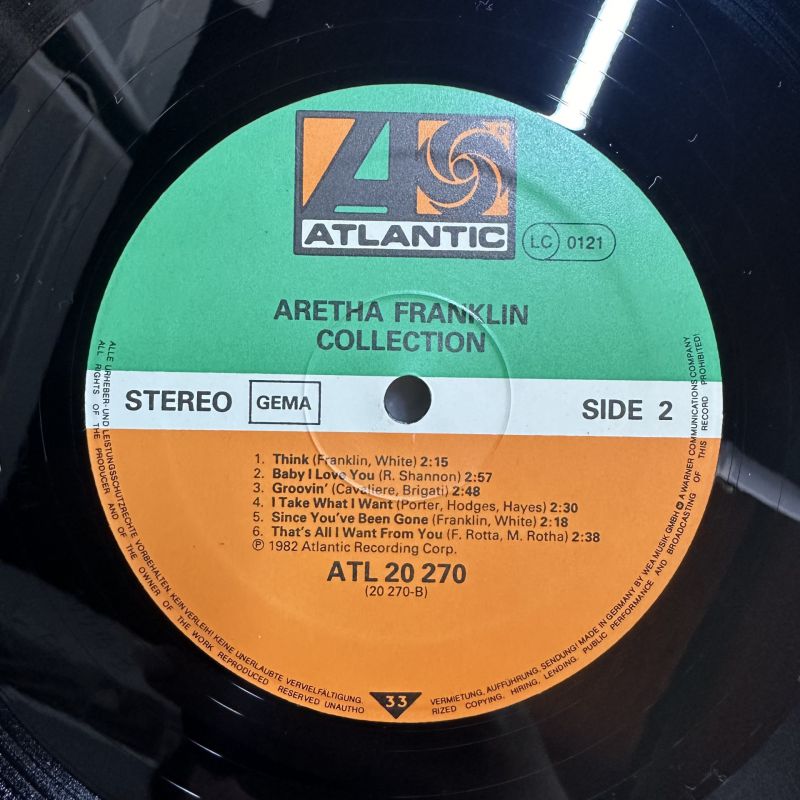 ATLANTIC
LC 0121
ARETHA FRANKLIN
COLLECTION
STEREO GEMA SIDE 2
1. Think (Franklin, White) 2:15
2. Baby I Love You (R. Shannon) 2:57
3. Groovin' (Cavaliere, Brigati) 2:48
4. I Take What I Want (Porter, Hodges, Hayes) 2:30
5. Since You've Been Gone (Franklin, White) 2:18
6. That's All I Want From You (F. Rotta, M. Rotha) 2:38
℗ 1982 Atlantic Recording Corp.
ATL 20 270
(20 270-B)
33
ALLE URHEBER- UND LEISTUNGSSCHUTZRECHTE VORBEHALTEN. KEIN VERLEIH! KEINE UNERLAUBTE VERVIELFÄLTIGUNG, VERMIETUNG, AUFFÜHRUNG, SENDUNG! MADE IN GERMANY BY WEA MUSIK GMBH A WARNER COMMUNICATIONS COMPANY
ALL RIGHTS OF THE PRODUCER AND OF THE OWNER OF THE WORK REPRODUCED RESERVED UNAUTHORIZED COPYING, HIRING, LENDING, PUBLIC PERFORMANCE AND BROADCASTING OF THIS RECORD PROHIBITED!